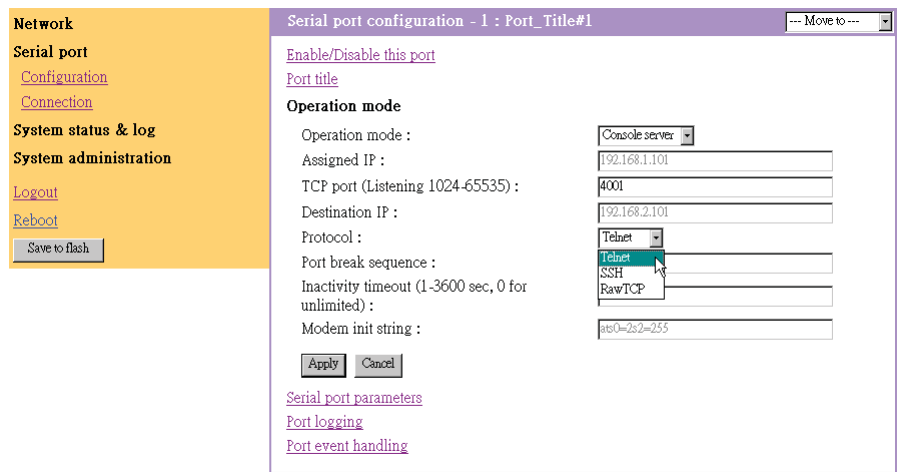 Network
Serial port
Configuration
Connection
System status & log
System administration
Logout
Reboot
Save to flash
Serial port configuration - 1 : Port_Title#1
--- Move to ---
Enable/Disable this port
Port title
Operation mode
Operation mode : Console server
Assigned IP : 192.168.1.101
TCP port (Listening 1024-65535) : 4001
Destination IP : 192.168.2.101
Protocol : Telnet
Telnet
SSH
RawTCP
Port break sequence :
Inactivity timeout (1-3600 sec, 0 for
unlimited) :
Modem init string : ats0=2s2=255
Apply Cancel
Serial port parameters
Port logging
Port event handling